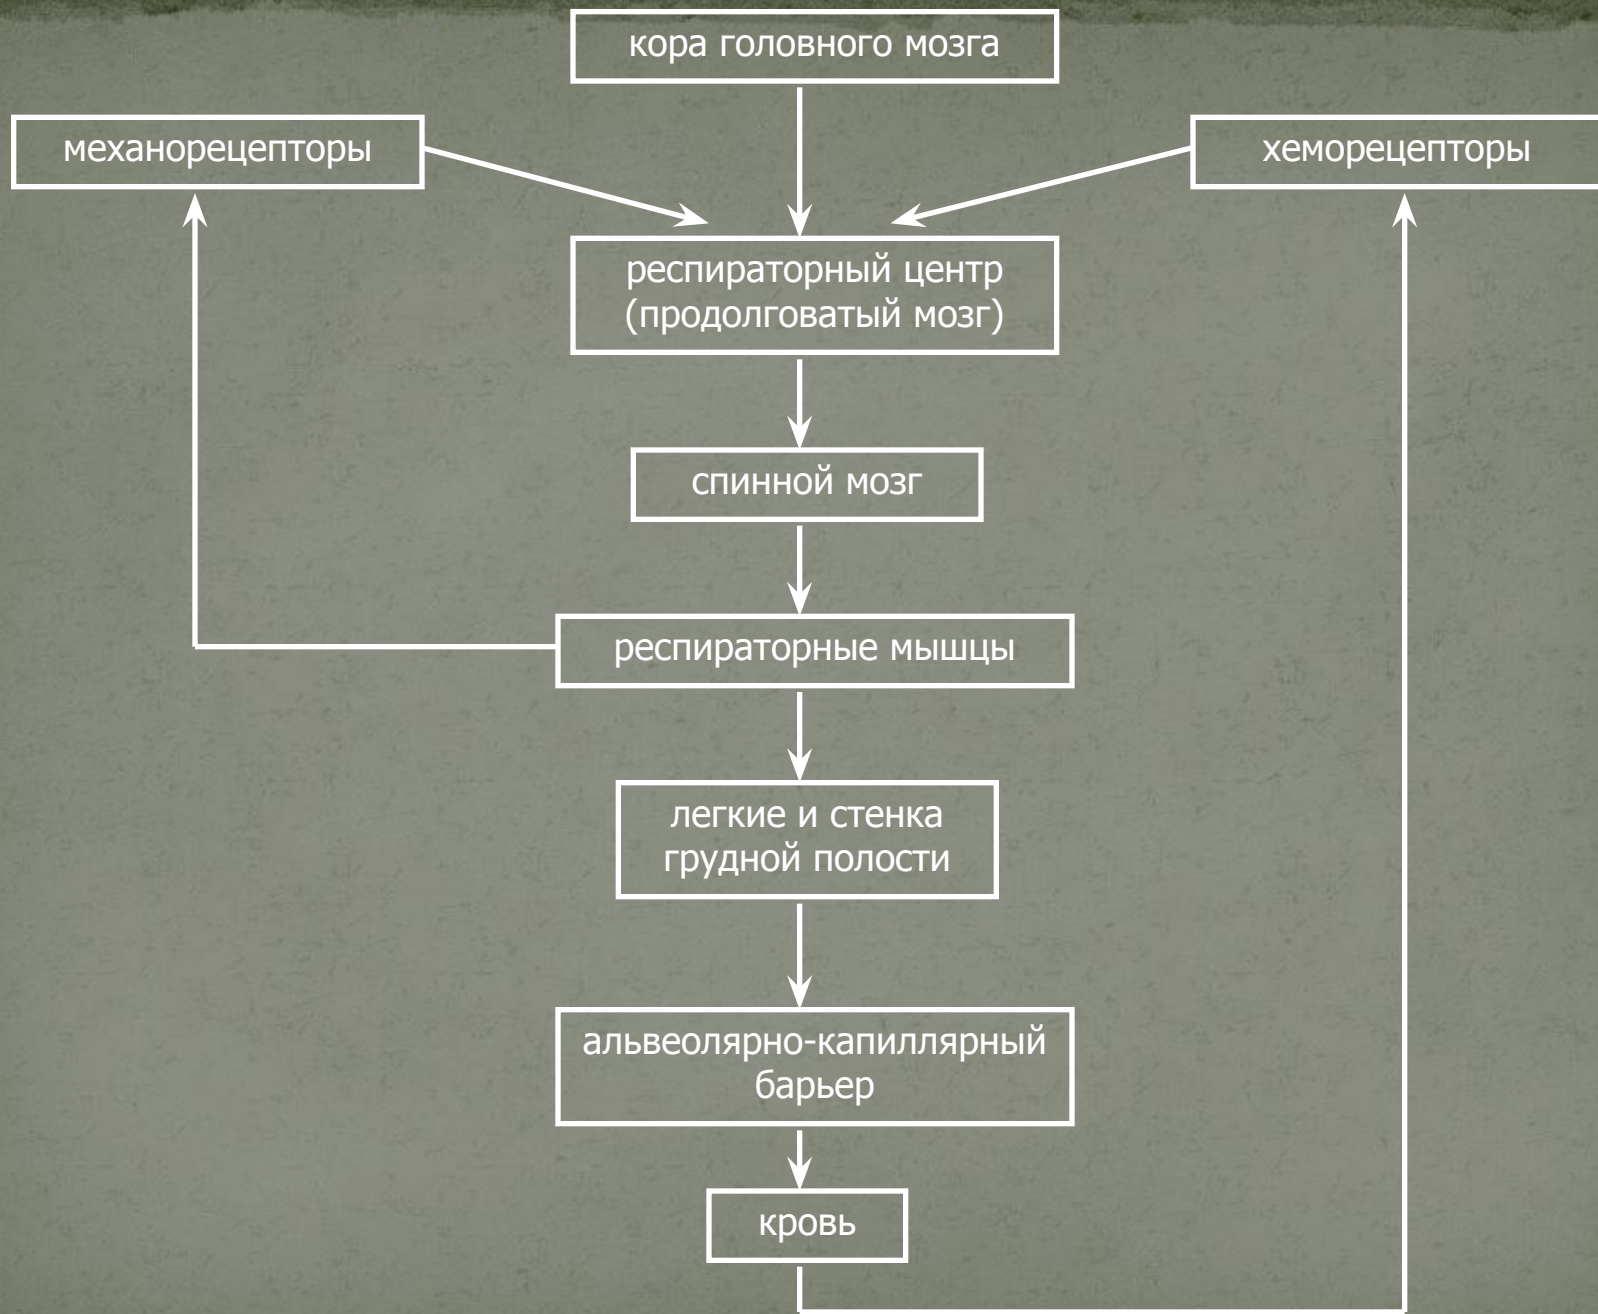 кора головного мозга
механорецепторы
хеморецепторы
респираторный центр
(продолговатый мозг)
спинной мозг
респираторные мышцы
легкие и стенка
грудной полости
альвеолярно-капиллярный
барьер
кровь